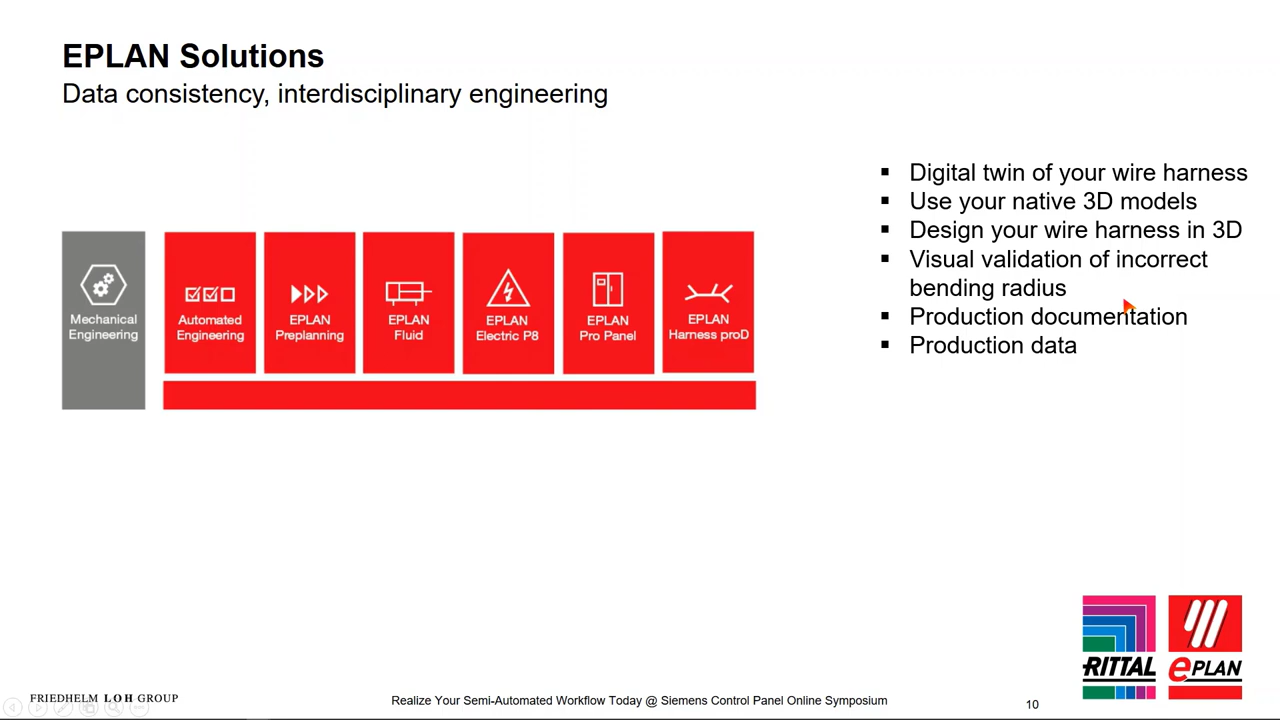 EPLAN Solutions
Data consistency, interdisciplinary engineering
Mechanical
Engineering
Automated
Engineering
EPLAN
Preplanning
EPLAN
Fluid
EPLAN
Electric P8
EPLAN
Pro Panel
EPLAN
Harness proD
▪ Digital twin of your wire harness
▪ Use your native 3D models
▪ Design your wire harness in 3D
▪ Visual validation of incorrect
bending radius
▪ Production documentation
▪ Production data
RITTAL
ePLAN
FRIEDHELM LOH GROUP
Realize Your Semi-Automated Workflow Today @ Siemens Control Panel Online Symposium
10